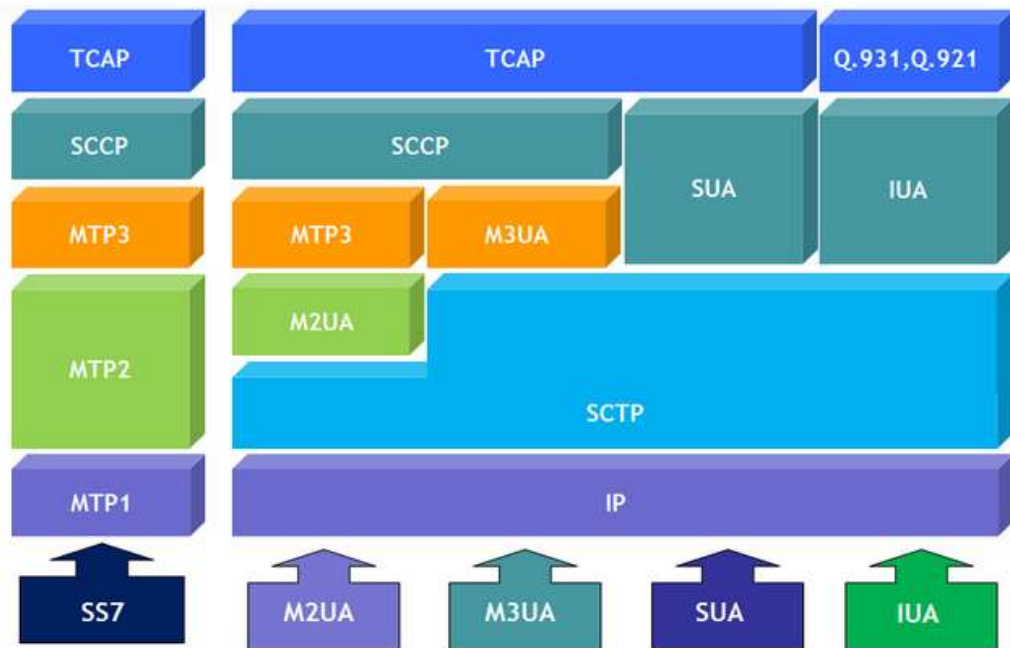 TCAP
TCAP
Q.931,Q.921
SCCP
SCCP
SUA
IUA
MTP3
MTP3
M3UA
MTP2
M2UA
SCTP
MTP1
IP
SS7
M2UA
M3UA
SUA
IUA